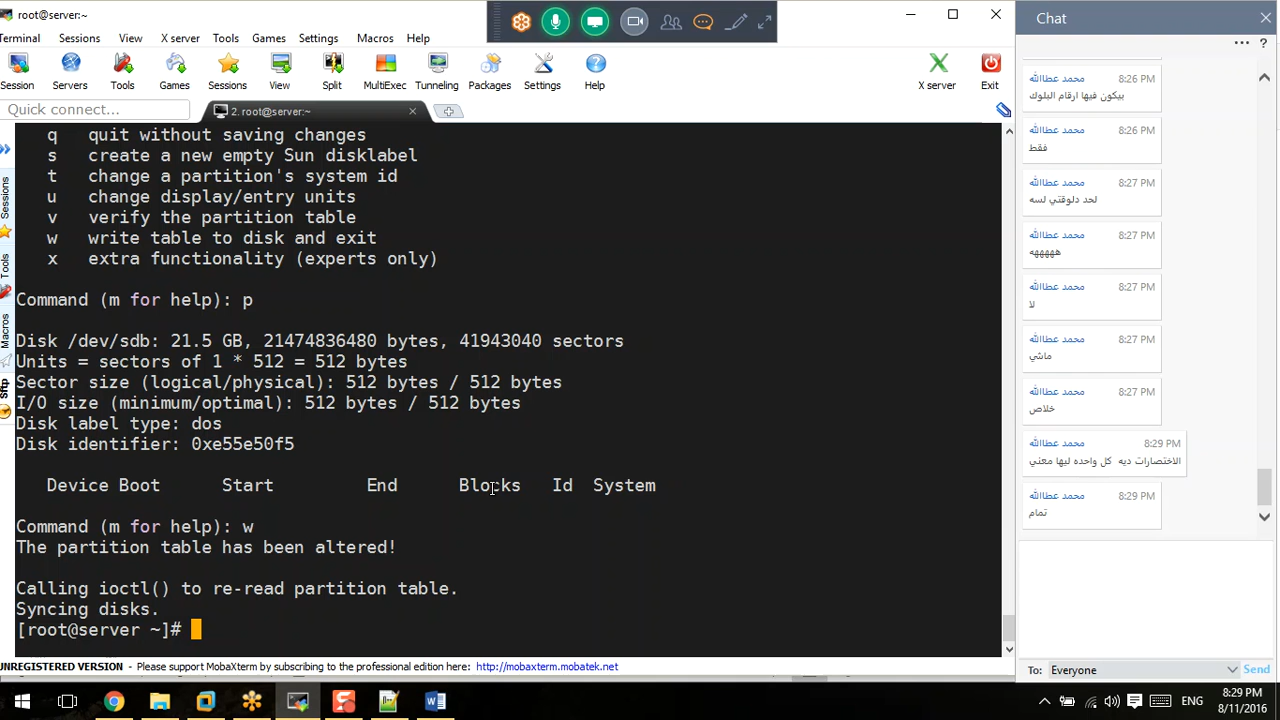 root@server:~
Terminal Sessions View X server Tools Games Settings Macros Help
Session Servers Tools Games Sessions View Split MultiExec Tunneling Packages Settings Help X server Exit
Quick connect...
2. root@server:~
Sessions
Tools
Macros
Sftp
q quit without saving changes
s create a new empty Sun disklabel
t change a partition's system id
u change display/entry units
v verify the partition table
w write table to disk and exit
x extra functionality (experts only)
Command (m for help): p
Disk /dev/sdb: 21.5 GB, 21474836480 bytes, 41943040 sectors
Units = sectors of 1 * 512 = 512 bytes
Sector size (logical/physical): 512 bytes / 512 bytes
I/O size (minimum/optimal): 512 bytes / 512 bytes
Disk label type: dos
Disk identifier: 0xe55e50f5
Device Boot Start End Blocks Id System
Command (m for help): w
The partition table has been altered!
Calling ioctl() to re-read partition table.
Syncing disks.
[root@server ~]#
UNREGISTERED VERSION - Please support MobaXterm by subscribing to the professional edition here: http://mobaxterm.mobatek.net
Chat
?
محمد عطاالله 8:26 PM
بيكون فيها ارقام البلوك
محمد عطاالله 8:26 PM
فقط
محمد عطاالله 8:27 PM
لحد دلوقتي لسه
محمد عطاالله 8:27 PM
هههههه
محمد عطاالله 8:27 PM
لا
محمد عطاالله 8:27 PM
ماشي
محمد عطاالله 8:27 PM
خلاص
محمد عطاالله 8:29 PM
الاختصارات ديه كل واحده ليها معني
محمد عطاالله 8:29 PM
تمام
To: Everyone Send
ENG
8:29 PM
8/11/2016